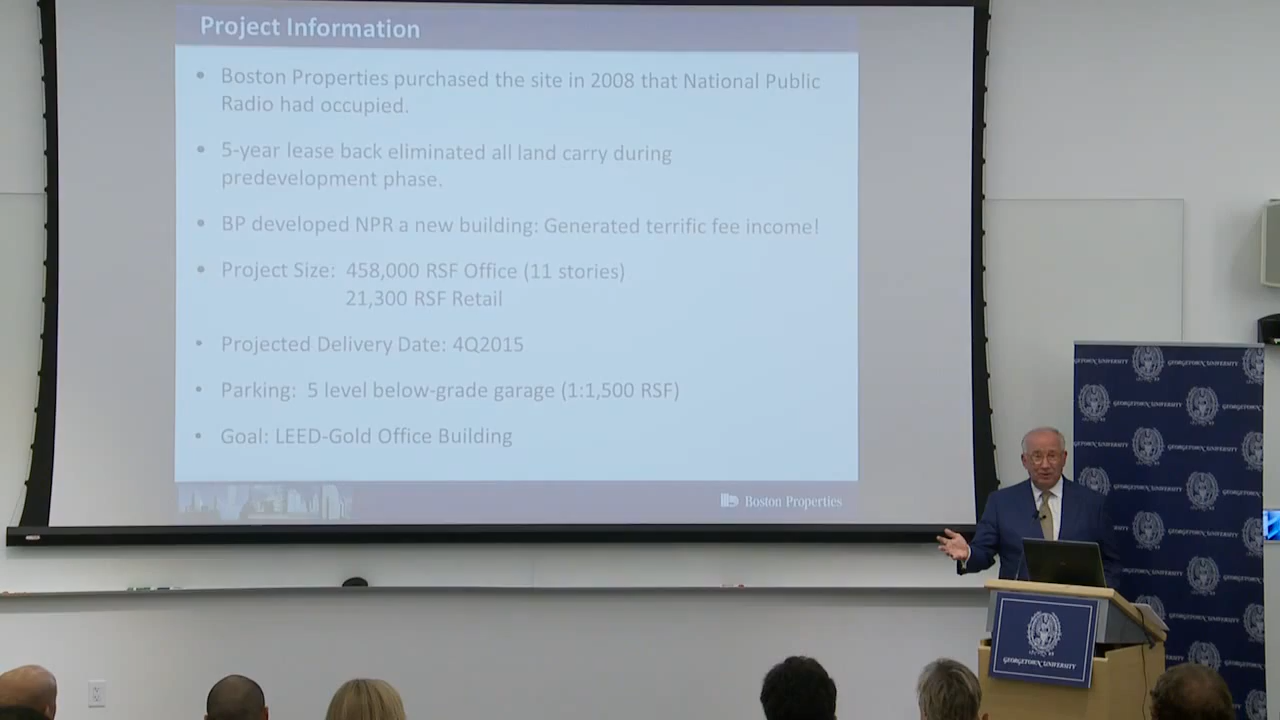 Project Information
• Boston Properties purchased the site in 2008 that National Public
Radio had occupied.
• 5-year lease back eliminated all land carry during
predevelopment phase.
• BP developed NPR a new building: Generated terrific fee income!
• Project Size: 458,000 RSF Office (11 stories)
21,300 RSF Retail
• Projected Delivery Date: 4Q2015
• Parking: 5 level below-grade garage (1:1,500 RSF)
• Goal: LEED-Gold Office Building
Boston Properties
GEORGETOWN UNIVERSITY
GEORGETOWN UNIVERSITY